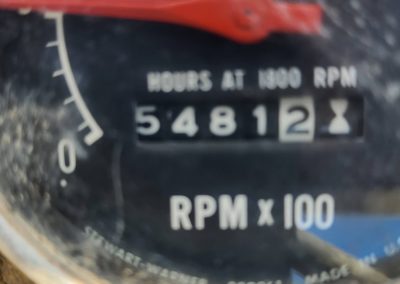 HOURS AT 1800 RPM
54812
0
RPM x 100
STEWART-WARNER
MADE IN U.S.